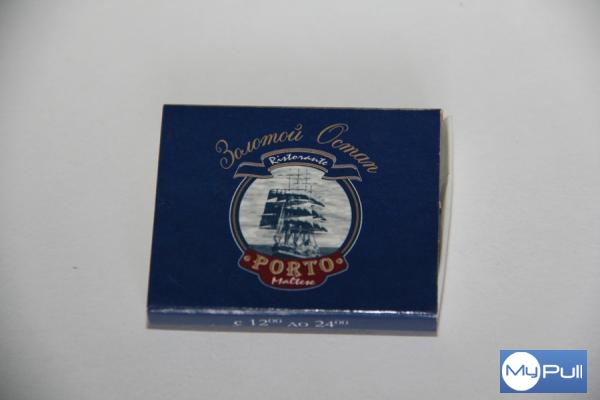 Золотой Остап
Ristorante
PORTO
Maltese
с 12⁰⁰ до 24⁰⁰
MyPull